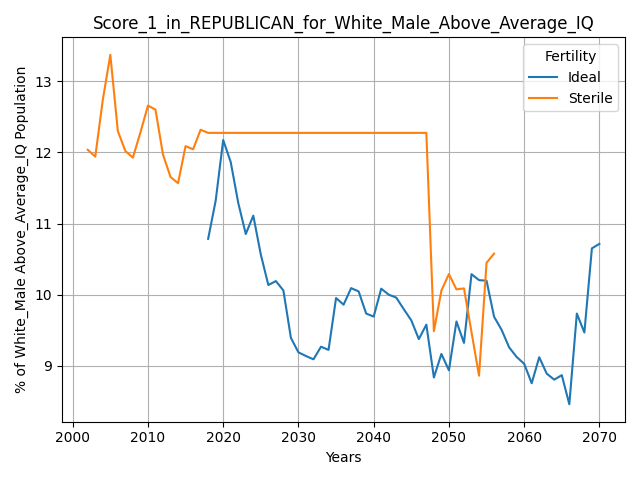 Score_1_in_REPUBLICAN_for_White_Male_Above_Average_IQ
Fertility
Ideal
Sterile
% of White_Male Above_Average_IQ Population
13
12
11
10
9
2000 2010 2020 2030 2040 2050 2060 2070
Years